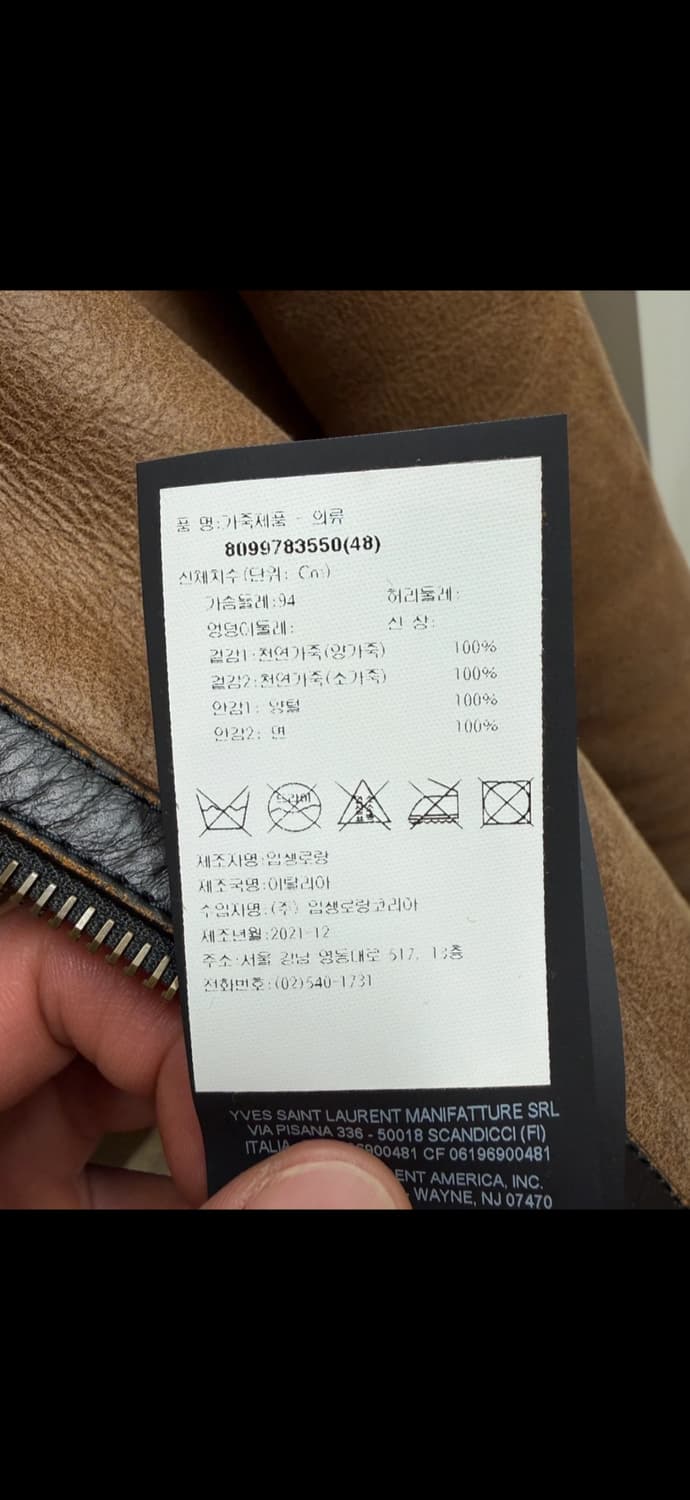 품 명:가죽제품 - 의류
8099783550(48)
신체치수(단위: Cm)
가슴둘레:94 허리둘레:
엉덩이둘레: 신 상:
겉감1:천연가죽(양가죽) 100%
겉감2:천연가죽(소가죽) 100%
안감1: 양털 100%
안감2: 면 100%
드라이
제조자명:입생로랑
제조국명:이탈리아
수입자명:(주) 입생로랑코리아
제조년월:2021-12
주소:서울 강남 영동대로 517, 13층
전화번호:(02)540-1731
YVES SAINT LAURENT MANIFATTURE SRL
VIA PISANA 336 - 50018 SCANDICCI (FI)
ITALIA 6900481 CF 06196900481
ENT AMERICA, INC.
WAYNE, NJ 07470